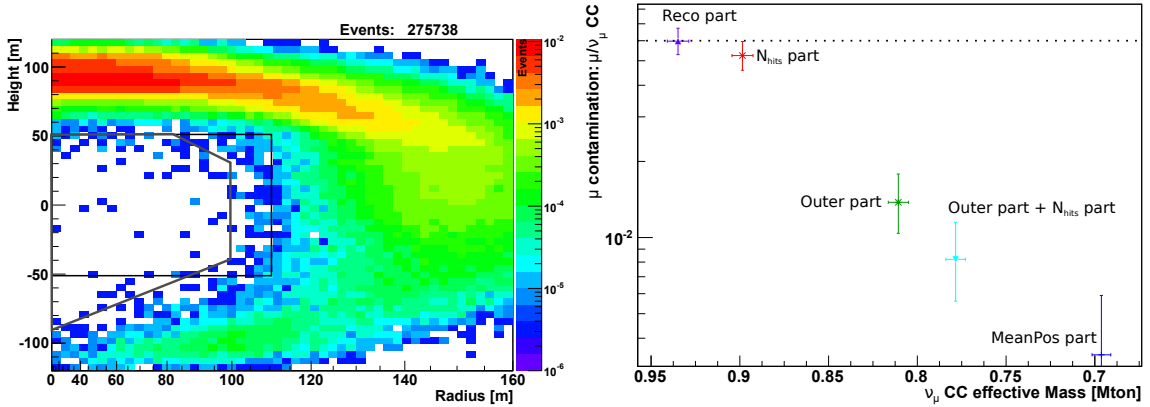 Events: 275738
Height [m]
100
50
0
-50
-100
0
40
60
80
100
120
140
160
Radius [m]
Events
10⁻²
10⁻³
10⁻⁴
10⁻⁵
10⁻⁶
μ contamination: μ/ν_μ CC
10⁻²
Reco part
N_hits part
Outer part
Outer part + N_hits part
MeanPos part
0.95
0.9
0.85
0.8
0.75
0.7
ν_μ CC effective Mass [Mton]